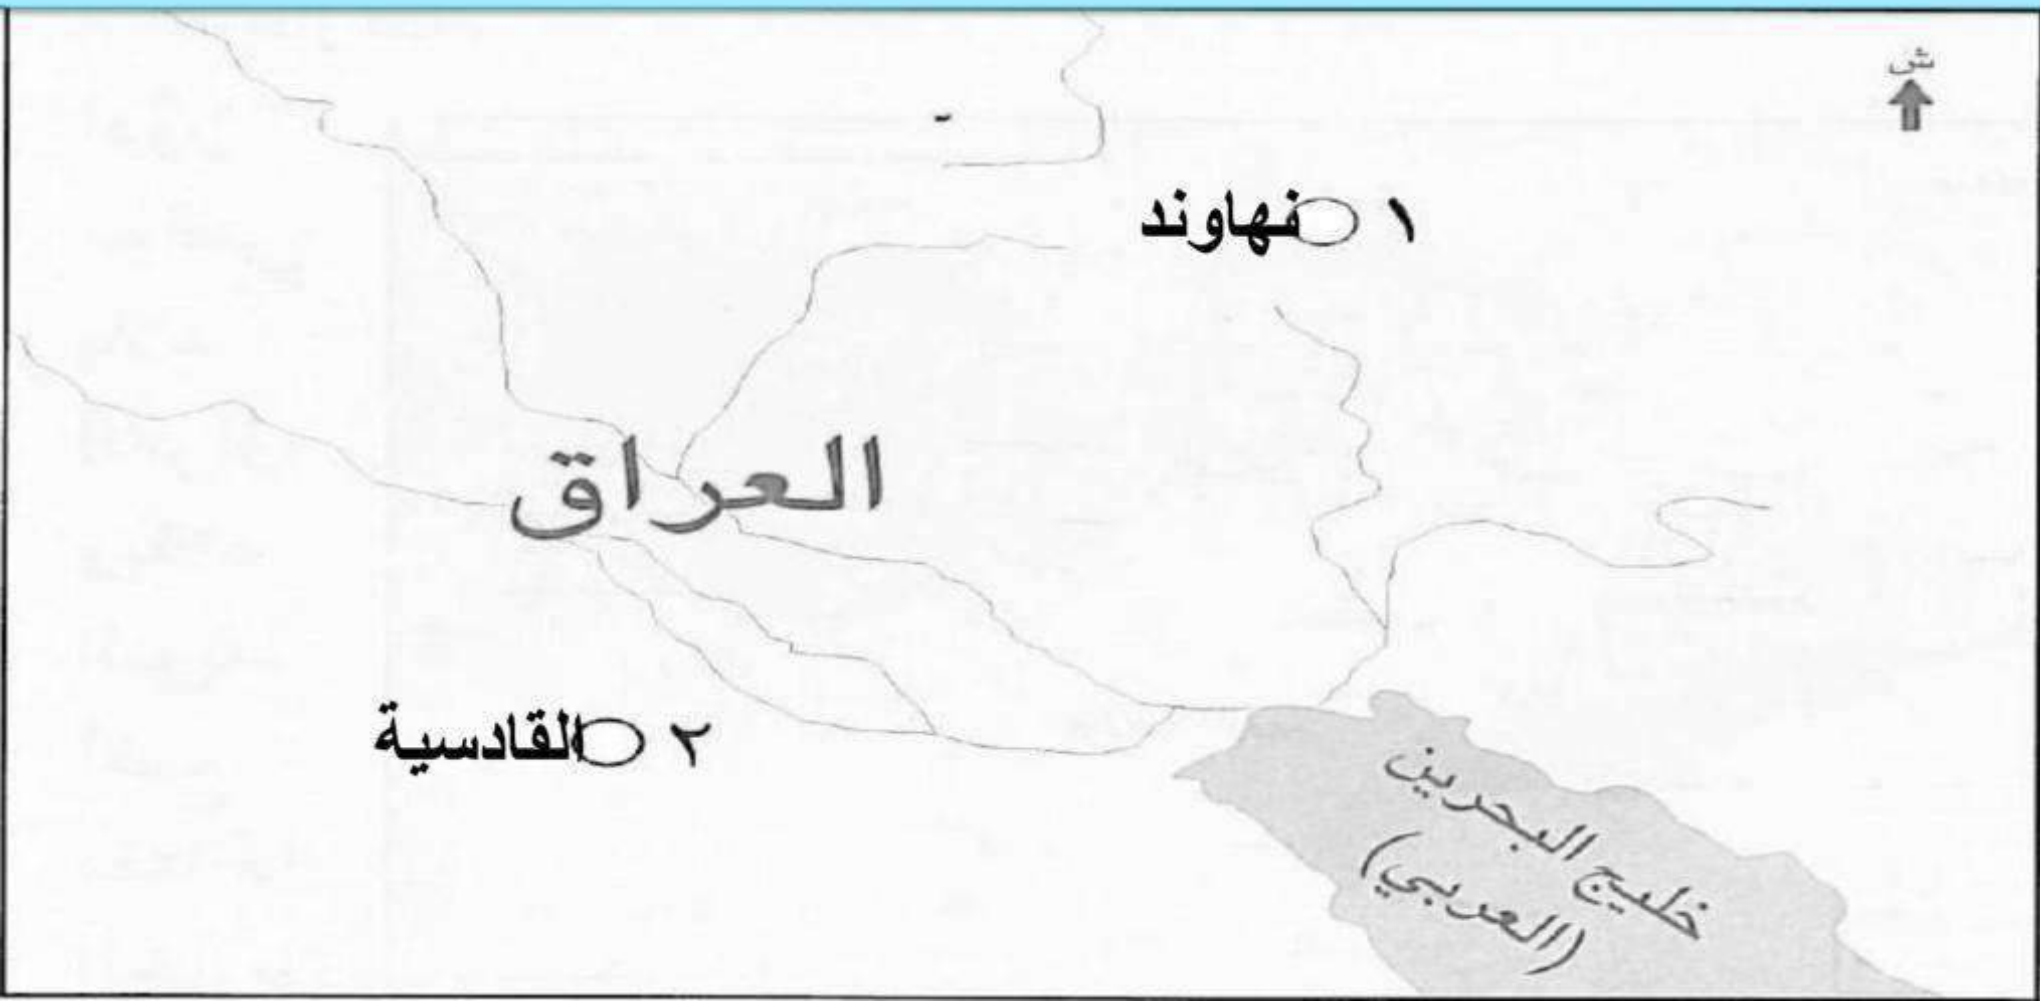 ش
١ نهاوند
العراق
٢ القادسية
خليج البحرين
(العربي)